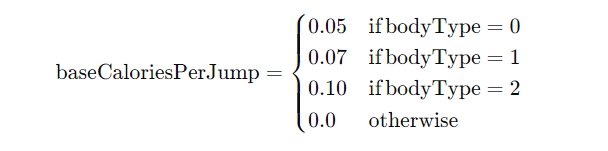 0.05 if bodyType = 0
0.07 if bodyType = 1
baseCaloriesPerJump =
0.10 if bodyType = 2
0.0 otherwise